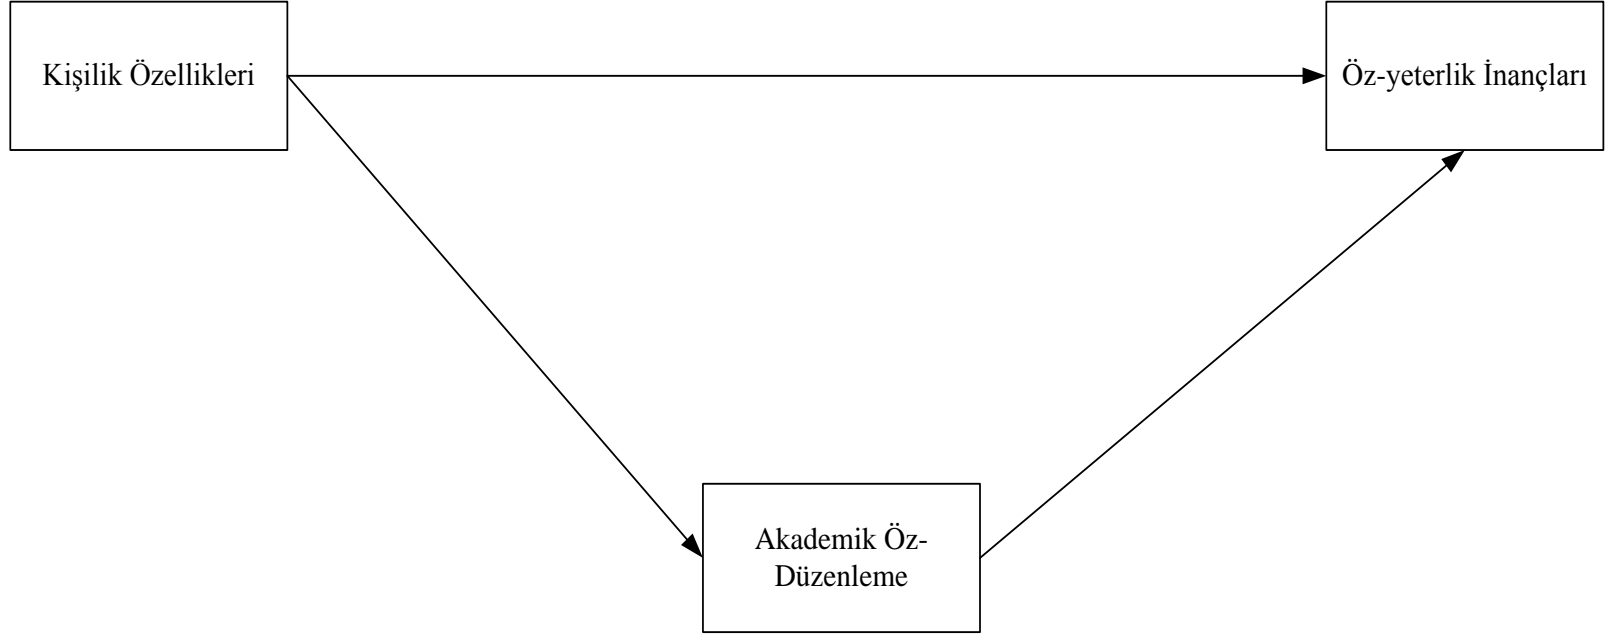 Kişilik Özellikleri
Öz-yeterlik İnançları
Akademik Öz-
Düzenleme